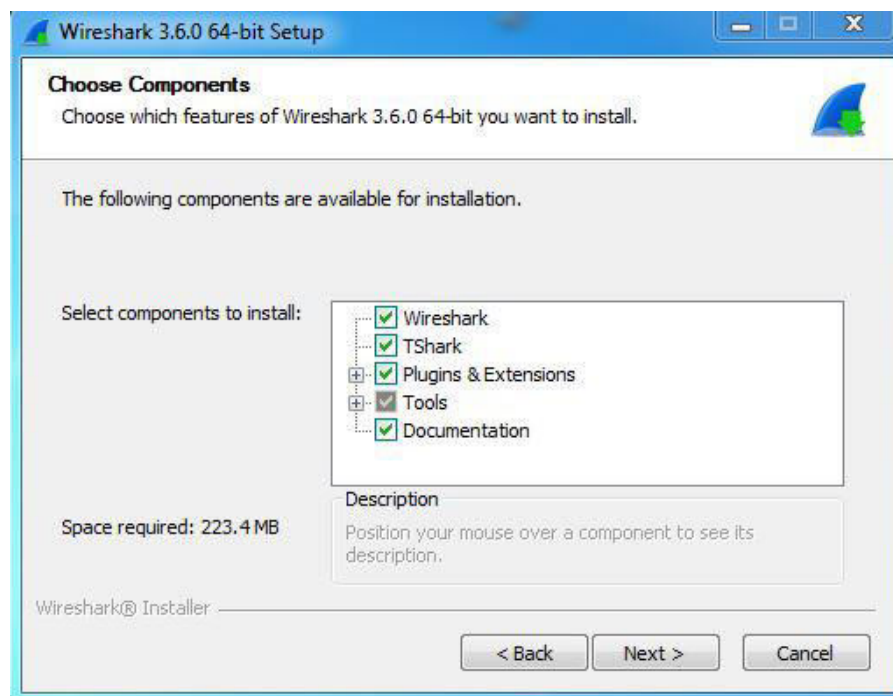 Wireshark 3.6.0 64-bit Setup
Choose Components
Choose which features of Wireshark 3.6.0 64-bit you want to install.
The following components are available for installation.
Select components to install:
Wireshark
TShark
Plugins & Extensions
Tools
Documentation
Space required: 223.4 MB
Description
Position your mouse over a component to see its
description.
Wireshark® Installer
< Back
Next >
Cancel